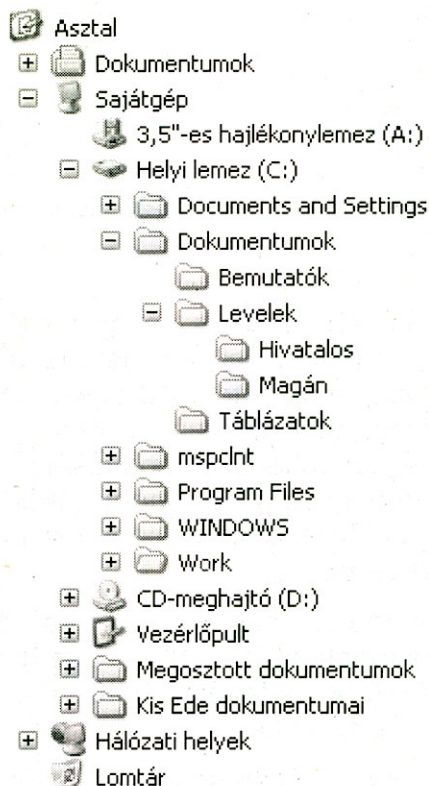 Asztal
Dokumentumok
Sajátgép
3,5"-es hajlékonylemez (A:)
Helyi lemez (C:)
Documents and Settings
Dokumentumok
Bemutatók
Levelek
Hivatalos
Magán
Táblázatok
mspclnt
Program Files
WINDOWS
Work
CD-meghajtó (D:)
Vezérlőpult
Megosztott dokumentumok
Kis Ede dokumentumai
Hálózati helyek
Lomtár